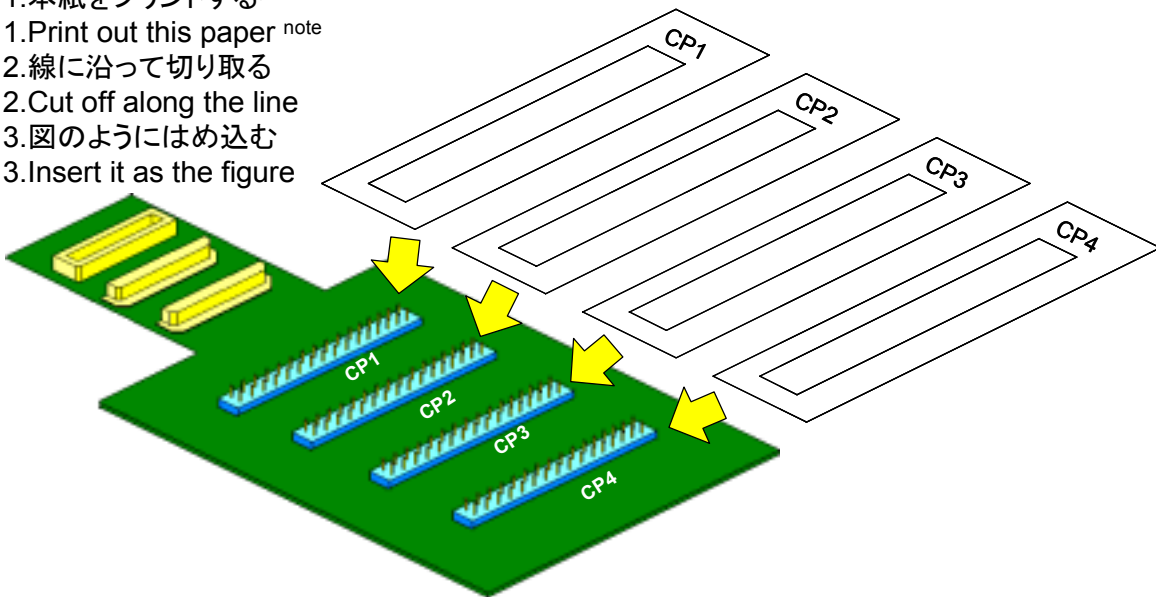 1.本紙をプリントする
1.Print out this paper note
2.線に沿って切り取る
2.Cut off along the line
3.図のようにはめ込む
3.Insert it as the figure
CP1
CP2
CP3
CP4
CP1
CP2
CP3
CP4